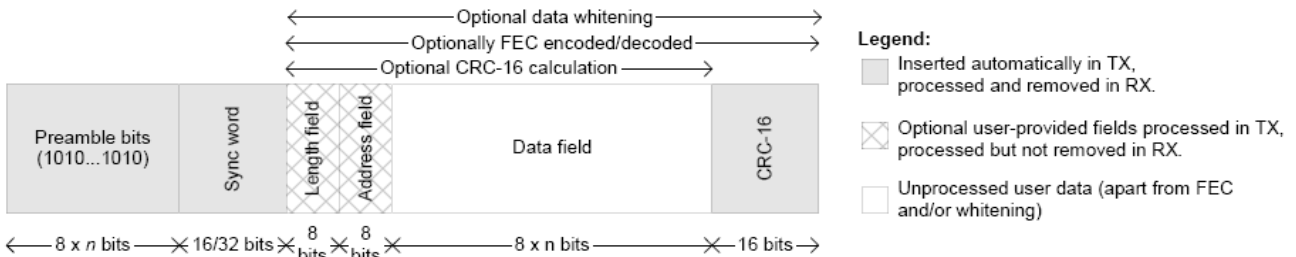 Optional data whitening
Optionally FEC encoded/decoded
Optional CRC-16 calculation
Preamble bits
(1010...1010)
Sync word
Length field
Address field
Data field
CRC-16
8 x n bits
16/32 bits
8
bits
8
bits
8 x n bits
16 bits
Legend:
Inserted automatically in TX,
processed and removed in RX.
Optional user-provided fields processed in TX,
processed but not removed in RX.
Unprocessed user data (apart from FEC
and/or whitening)